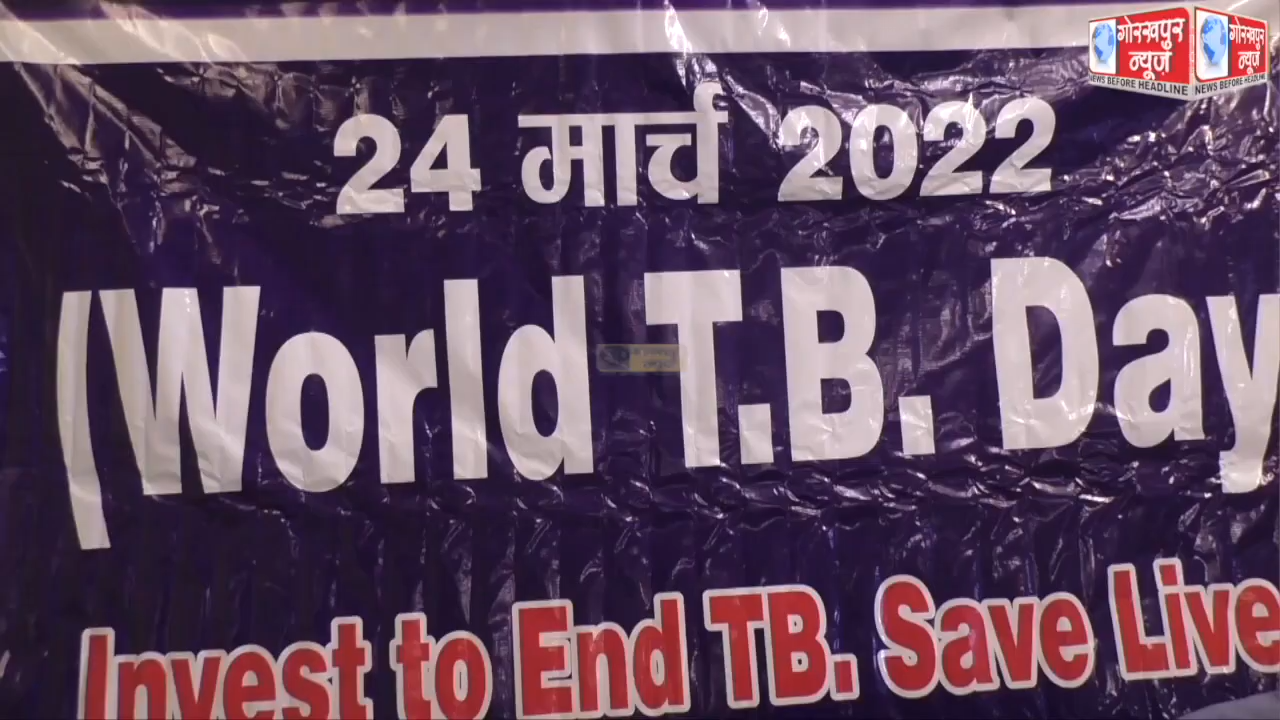 गोरखपुर न्यूज़
NEWS BEFORE HEADLINE
गोरखपुर न्यूज़
NEWS BEFORE HEADLINE
24 मार्च 2022
(World T.B. Day
Invest to End TB. Save Live